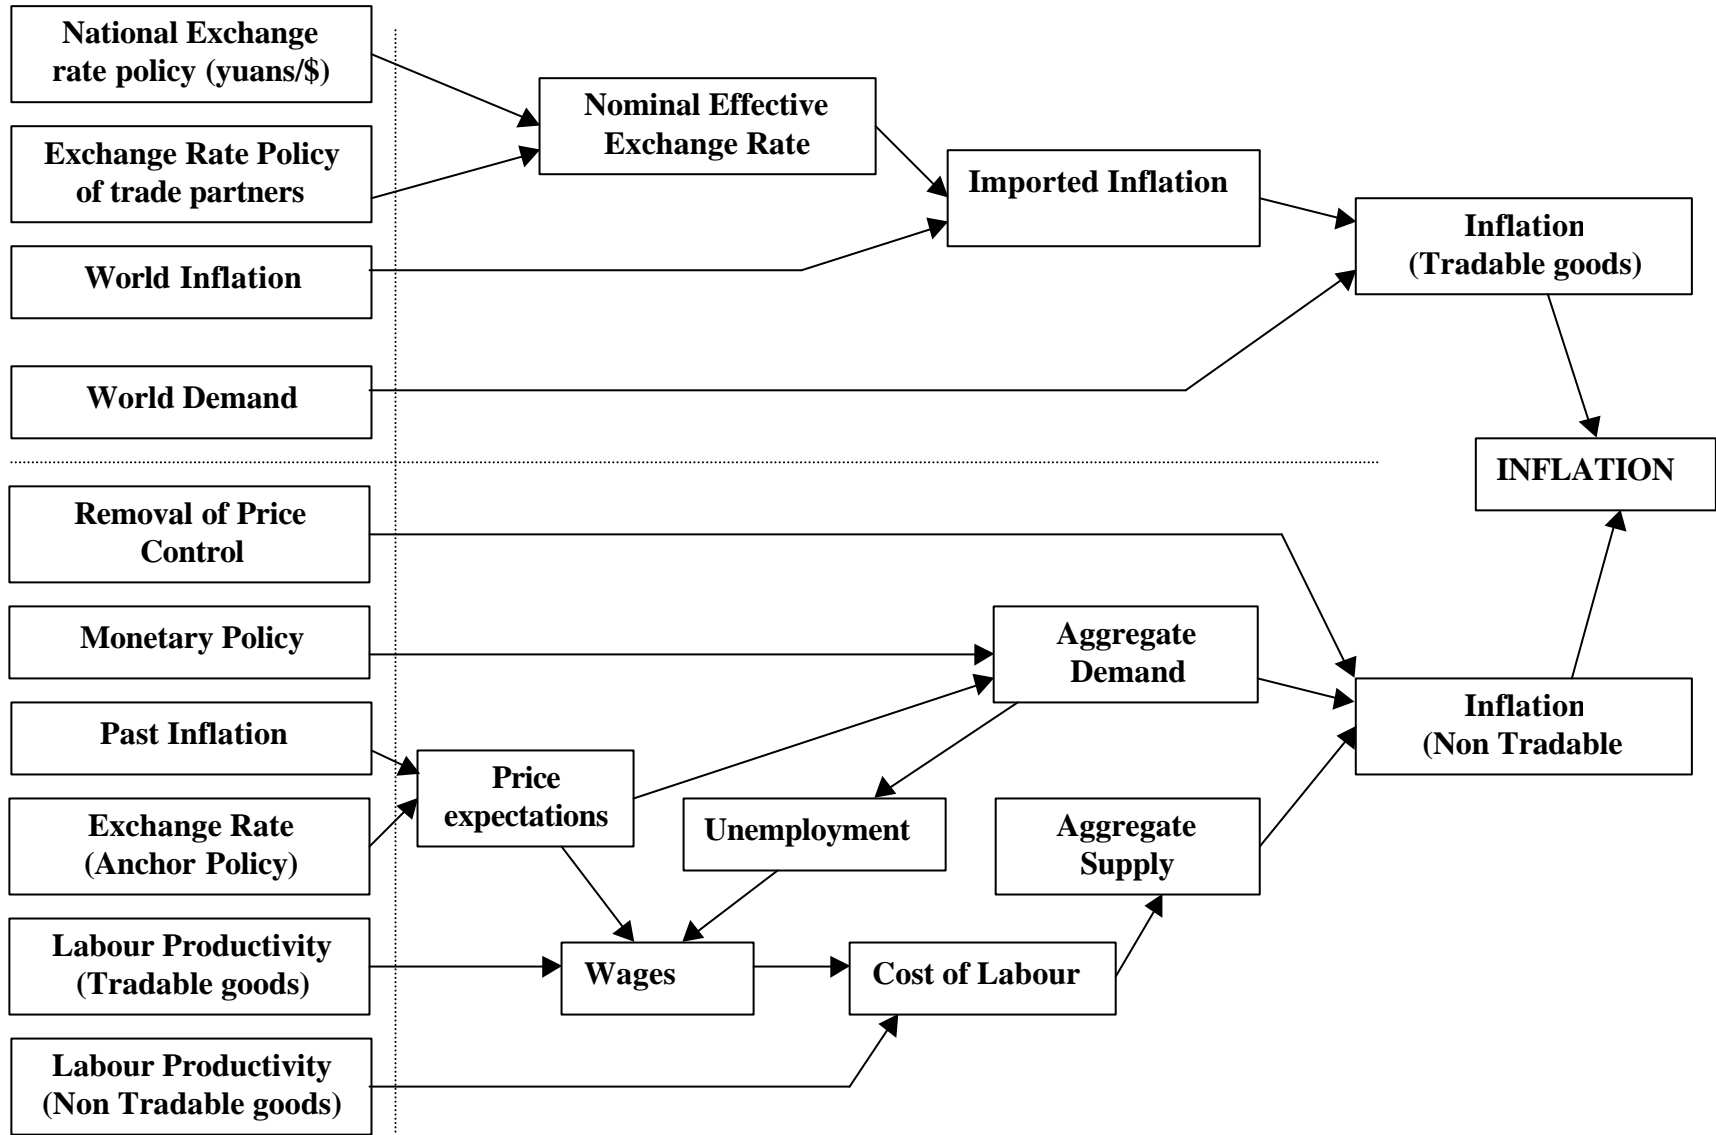 National Exchange
rate policy (yuans/$)
Exchange Rate Policy
of trade partners
World Inflation
World Demand
Nominal Effective
Exchange Rate
Imported Inflation
Inflation
(Tradable goods)
INFLATION
Removal of Price
Control
Monetary Policy
Past Inflation
Exchange Rate
(Anchor Policy)
Labour Productivity
(Tradable goods)
Labour Productivity
(Non Tradable goods)
Price
expectations
Unemployment
Wages
Cost of Labour
Aggregate
Demand
Aggregate
Supply
Inflation
(Non Tradable